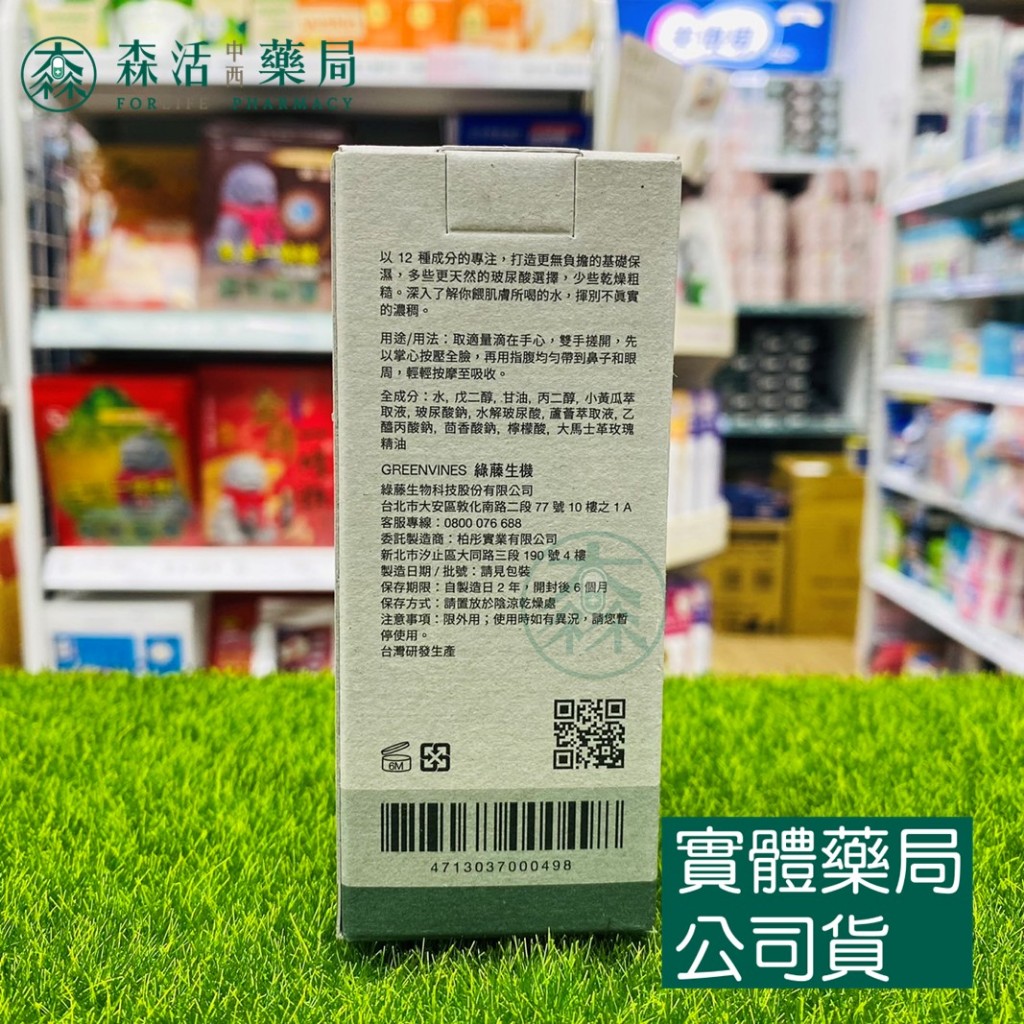 森活中西藥局
FOR LIFE PHARMACY
以 12 種成分的專注，打造更無負擔的基礎保
濕，多些更天然的玻尿酸選擇，少些乾燥粗
糙。深入了解你餵肌膚所喝的水，揮別不真實
的濃稠。
用途/用法：取適量滴在手心，雙手搓開，先
以掌心按壓全臉，再用指腹均勻帶到鼻子和眼
周，輕輕按摩至吸收。
全成分：水, 戊二醇, 甘油, 丙二醇, 小黃瓜萃
取液, 玻尿酸鈉, 水解玻尿酸, 蘆薈萃取液, 乙
醯丙酸鈉, 茴香酸鈉, 檸檬酸, 大馬士革玫瑰
精油
GREENVINES 綠藤生機
綠藤生物科技股份有限公司
台北市大安區敦化南路二段 77 號 10 樓之 1 A
客服專線：0800 076 688
委託製造商：柏彤實業有限公司
新北市汐止區大同路三段 190 號 4 樓
製造日期 / 批號：請見包裝
保存期限：自製造日 2 年，開封後 6 個月
保存方式：請置放於陰涼乾燥處
注意事項：限外用；使用時如有異況，請您暫
停使用。
台灣研發生產
6M
4713037000498
實體藥局
公司貨